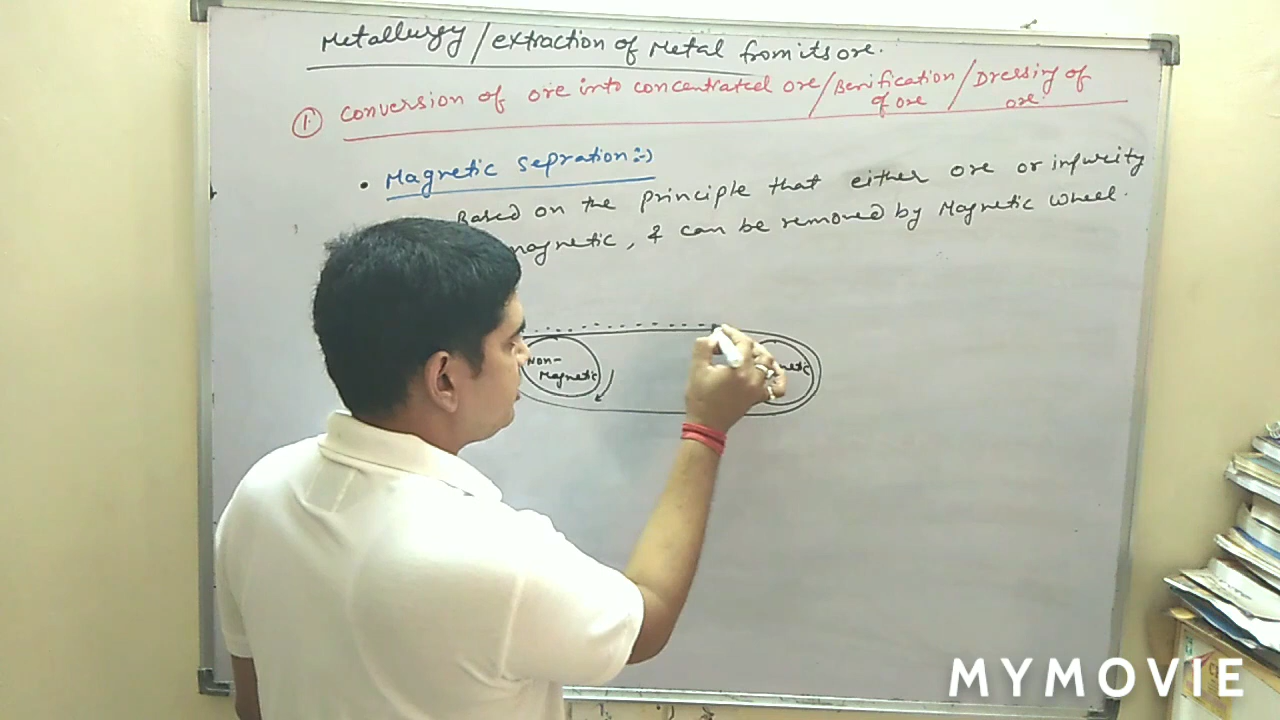 Metallurgy / extraction of Metal from its ore.
① Conversion of ore into concentrated ore / Benification / Dressing of
of ore ore.
• Magnetic sepration :-)
Based on the principle that either ore or impurity
magnetic, & can be removed by Magnetic wheel.
Non-
Magnetic
MYMOVIE